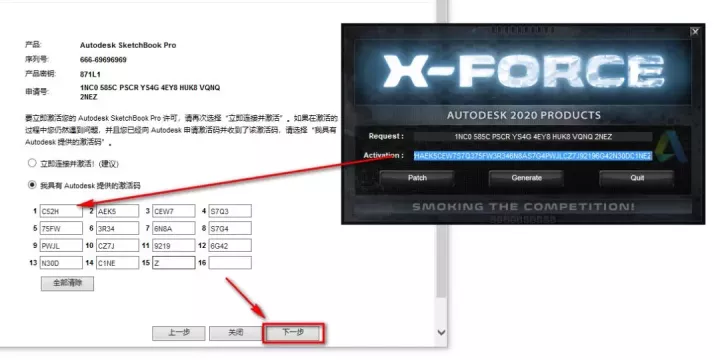 产品: Autodesk SketchBook Pro
序列号: 666-69696969
产品密钥: 871L1
申请号: 1NC0 585C PSCR YS4G 4EY8 HUK8 VQNQ
2NEZ
要立即激活您的 Autodesk SketchBook Pro 许可，请再次选择“立即连接并激活”。如果在激活的
过程中您仍然遇到问题，并且您已经向 Autodesk 申请激活码并收到了该激活码，请选择“我具有
Autodesk 提供的激活码”。
立即连接并激活! (建议)
我具有 Autodesk 提供的激活码
1 CS2H 2 AEK5 3 CEW7 4 S7Q3
5 75FW 6 3R34 7 6N8A 8 S7G4
9 PWJL 10 CZ7J 11 9219 12 6G42
13 N30D 14 C1NE 15 Z 16
全部清除
上一步 关闭 下一步
X-FORCE
AUTODESK 2020 PRODUCTS
Request : 1NC0 585C PSCR YS4G 4EY8 HUK8 VQNQ 2NEZ
Activation :
Patch Generate Quit
SMOKING THE COMPETITION!